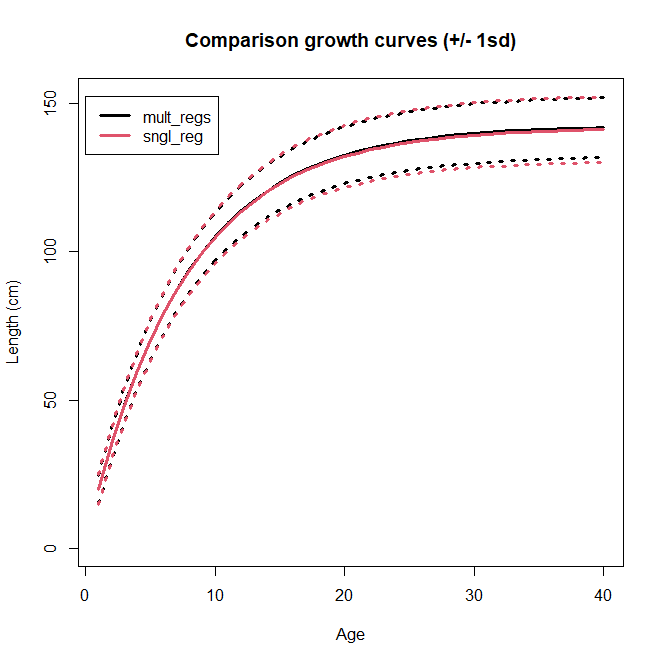 Comparison growth curves (+/- 1sd)
mult_regs
sngl_reg
150
100
50
0
Length (cm)
0 10 20 30 40
Age